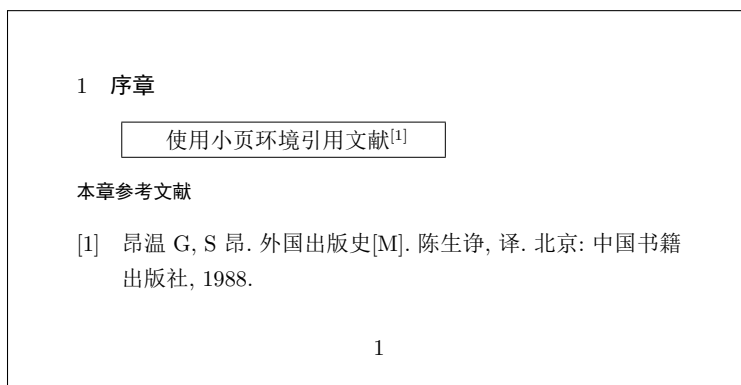 1 序章
使用小页环境引用文献[1]
本章参考文献
[1] 昂温 G, S 昂. 外国出版史[M]. 陈生诤, 译. 北京: 中国书籍
出版社, 1988.
1